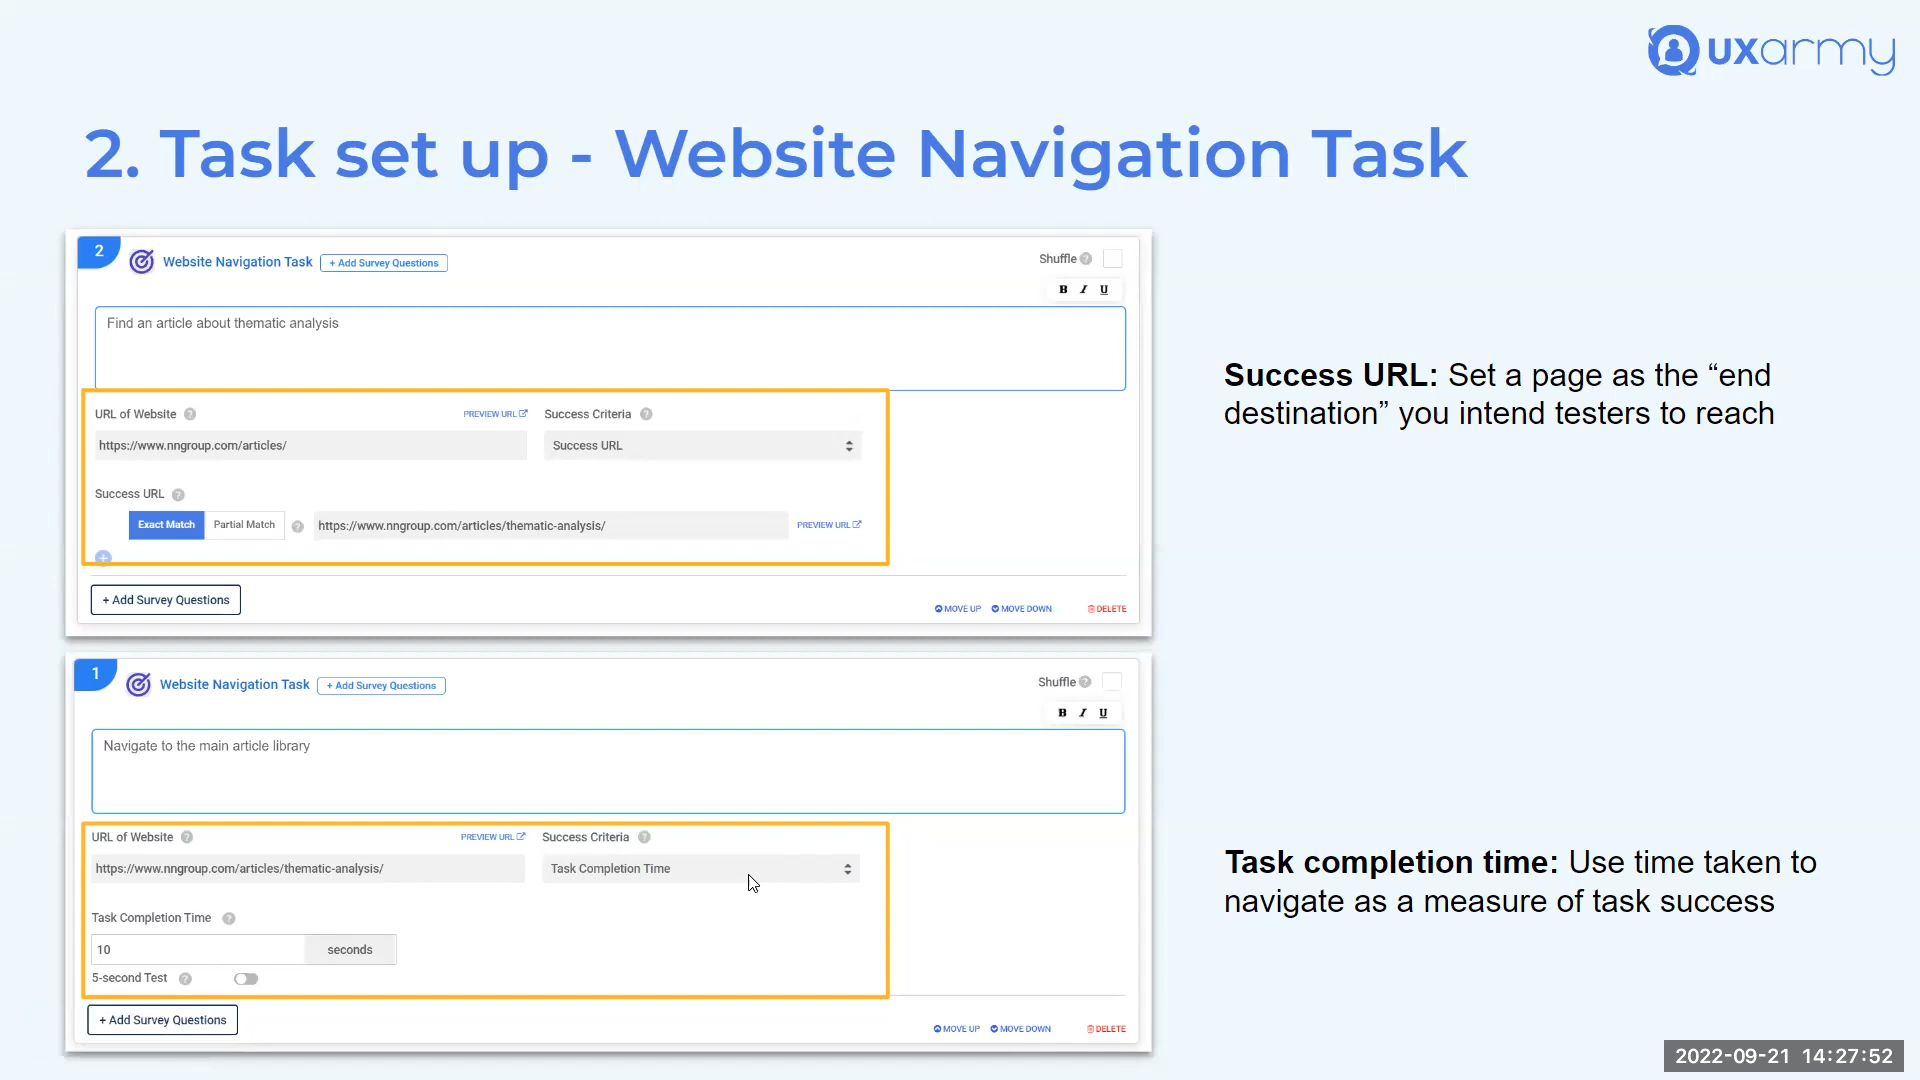 UXarmy
2. Task set up - Website Navigation Task
2
Website Navigation Task + Add Survey Questions
Shuffle ?
B I U
Find an article about thematic analysis
URL of Website ? PREVIEW URL Success Criteria ?
https://www.nngroup.com/articles/ Success URL
Success URL ?
Exact Match Partial Match ? https://www.nngroup.com/articles/thematic-analysis/ PREVIEW URL
+
+ Add Survey Questions
MOVE UP MOVE DOWN DELETE
Success URL: Set a page as the “end
destination” you intend testers to reach
1
Website Navigation Task + Add Survey Questions
Shuffle ?
B I U
Navigate to the main article library
URL of Website ? PREVIEW URL Success Criteria ?
https://www.nngroup.com/articles/thematic-analysis/ Task Completion Time
Task Completion Time ?
10 seconds
5-second Test ?
+ Add Survey Questions
MOVE UP MOVE DOWN DELETE
Task completion time: Use time taken to
navigate as a measure of task success
2022-09-21 14:27:52